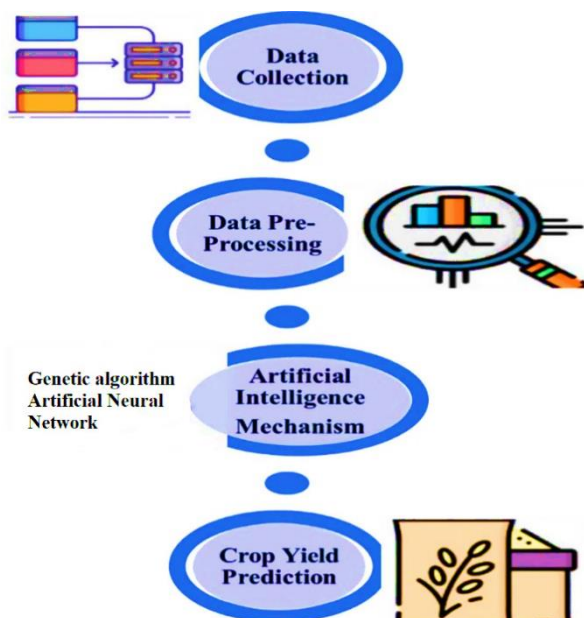 Data
Collection
Data Pre-
Processing
Genetic algorithm
Artificial Neural
Network
Artificial
Intelligence
Mechanism
Crop Yield
Prediction